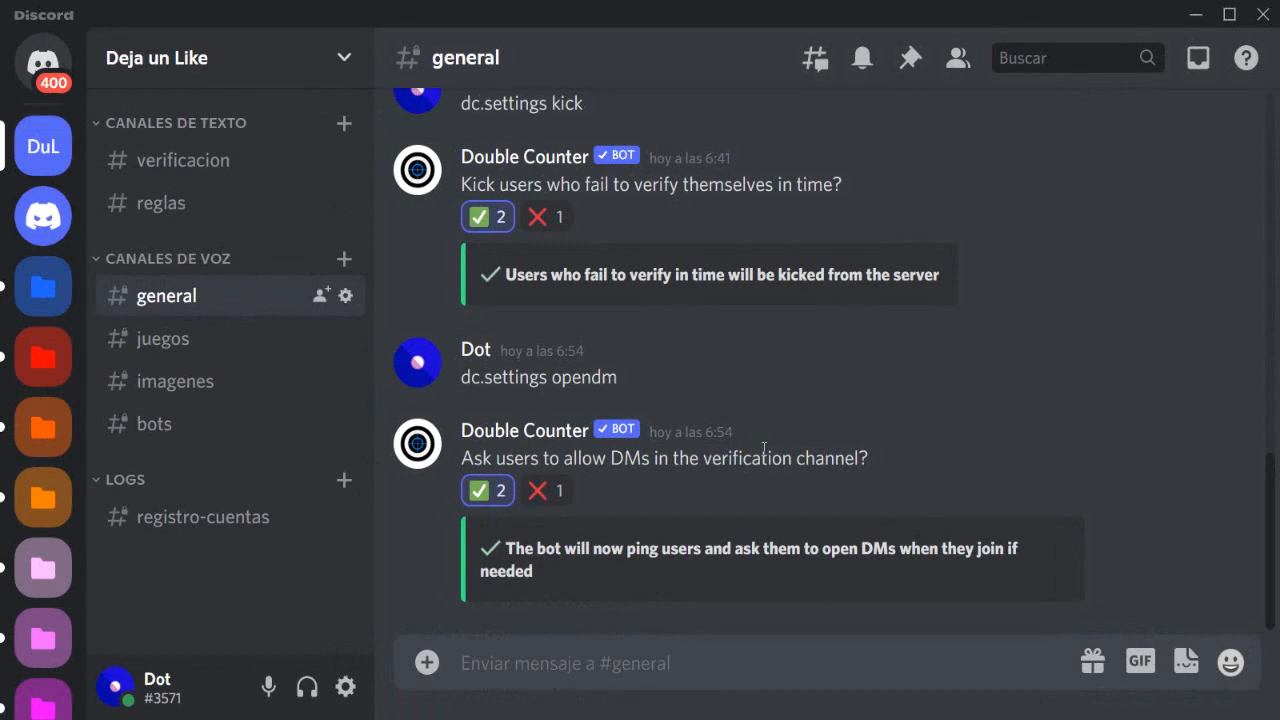 Discord
400
DuL
Deja un Like
CANALES DE TEXTO
verificacion
reglas
CANALES DE VOZ
general
juegos
imagenes
bots
LOGS
registro-cuentas
Dot
#3571
general
Buscar
dc.settings kick
Double Counter BOT hoy a las 6:41
Kick users who fail to verify themselves in time?
2 1
Users who fail to verify in time will be kicked from the server
Dot hoy a las 6:54
dc.settings opendm
Double Counter BOT hoy a las 6:54
Ask users to allow DMs in the verification channel?
2 1
The bot will now ping users and ask them to open DMs when they join if
needed
Enviar mensaje a #general
GIF